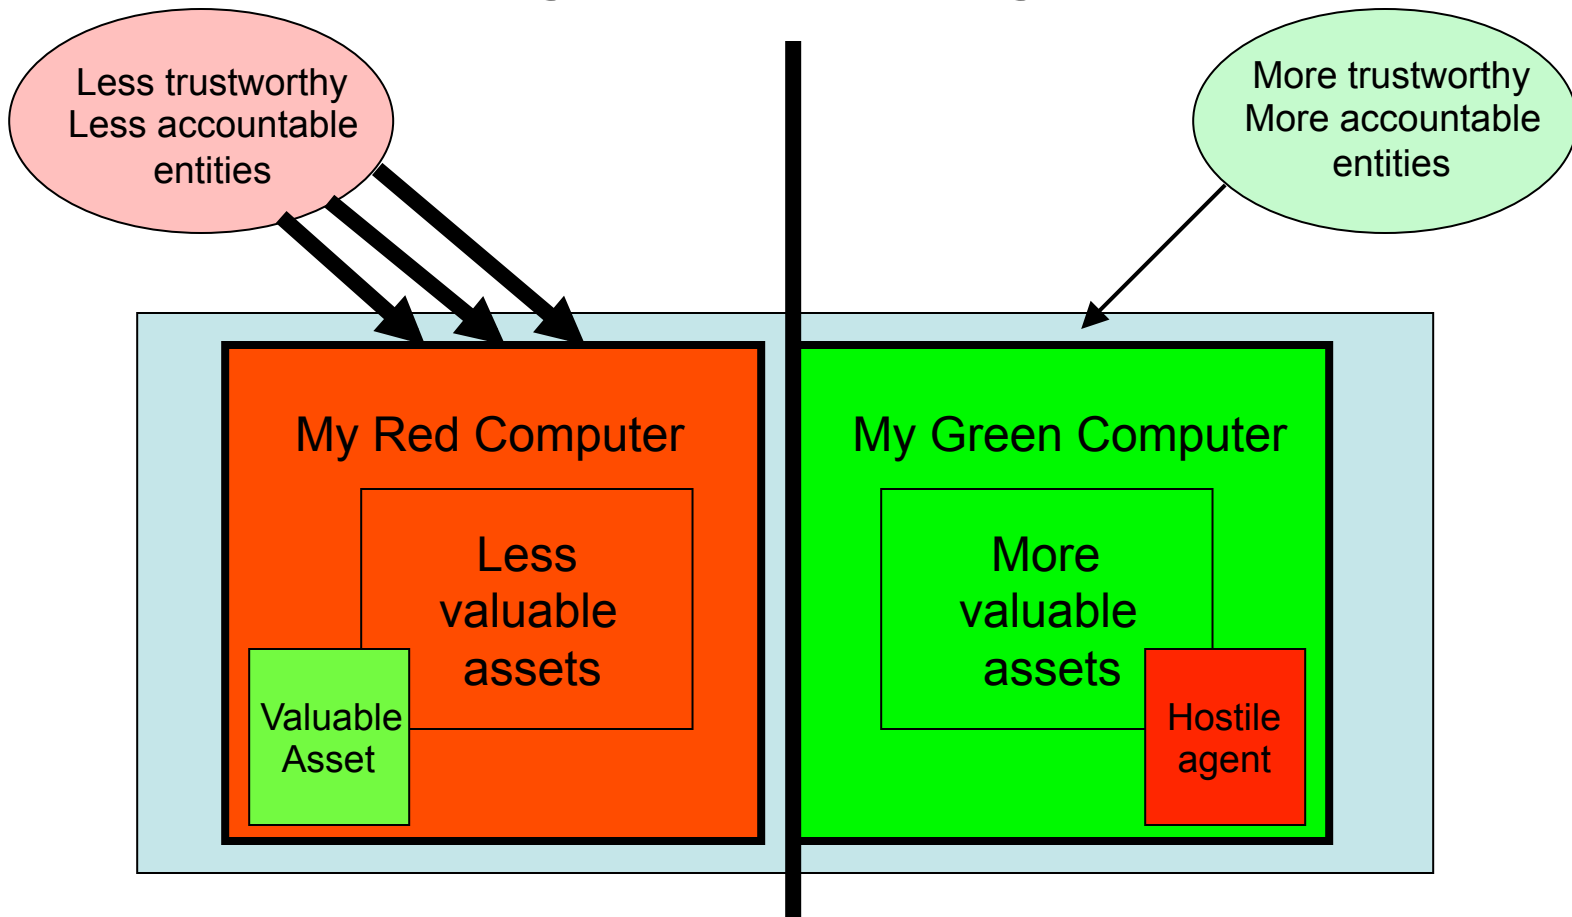 Less trustworthy
Less accountable
entities
More trustworthy
More accountable
entities
My Red Computer
My Green Computer
Less
valuable
assets
More
valuable
assets
Valuable
Asset
Hostile
agent